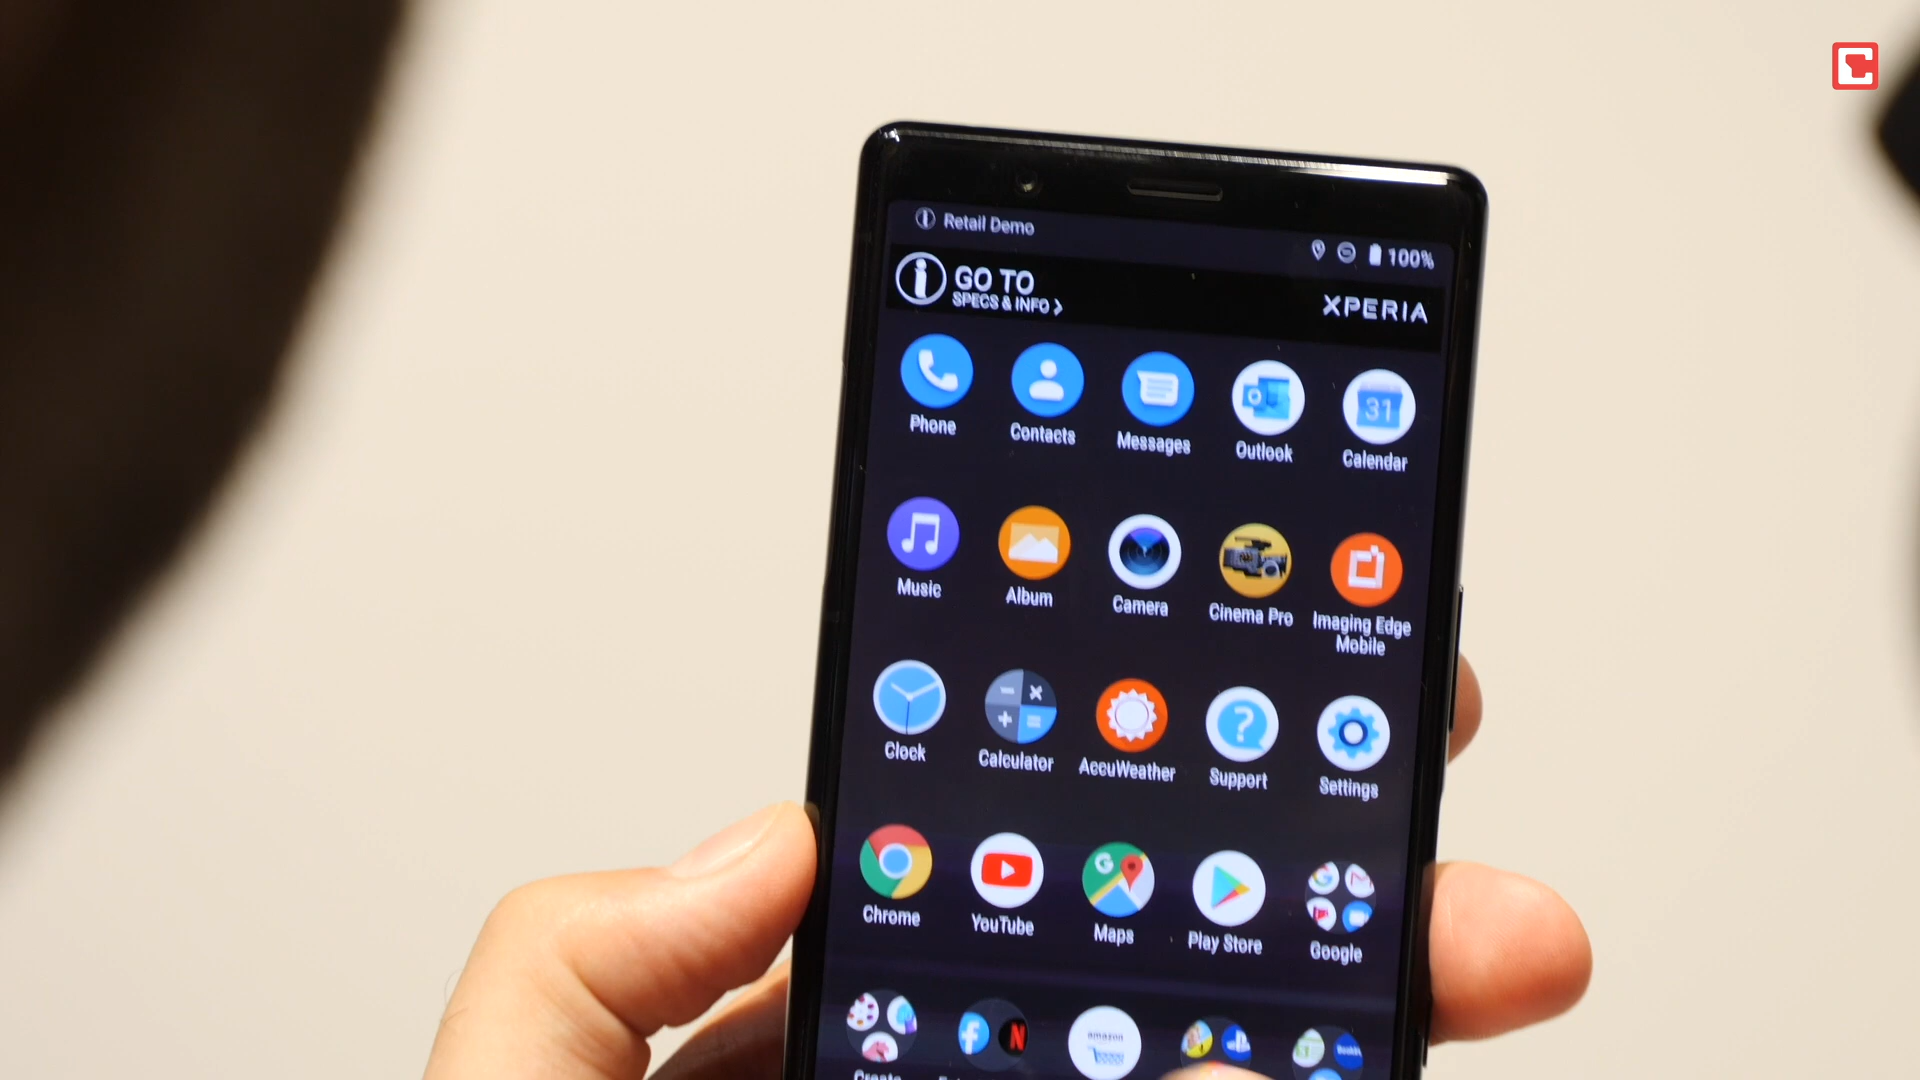 Retail Demo
100%
GO TO
SPECS & INFO
XPERIA
Phone
Contacts
Messages
Outlook
Calendar
31
Music
Album
Camera
Cinema Pro
Imaging Edge
Mobile
Clock
Calculator
AccuWeather
Support
Settings
Chrome
YouTube
Maps
Play Store
Google
amazon